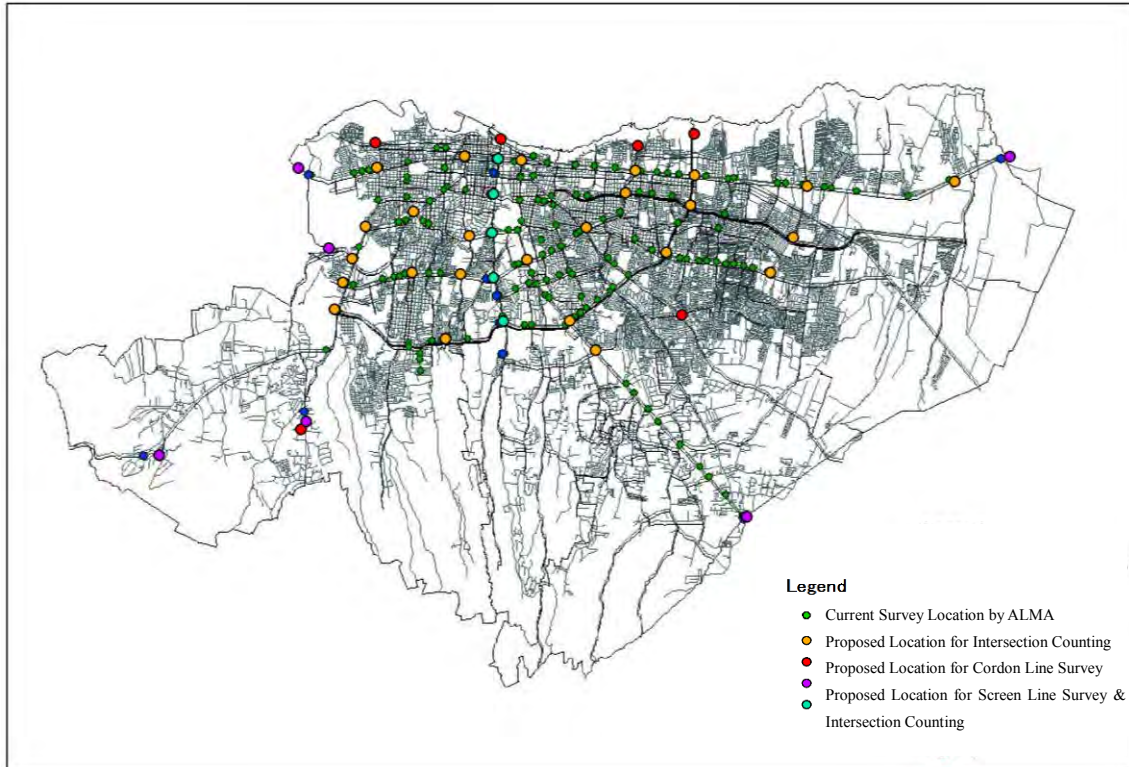 Legend
Current Survey Location by ALMA
Proposed Location for Intersection Counting
Proposed Location for Cordon Line Survey
Proposed Location for Screen Line Survey &
Intersection Counting